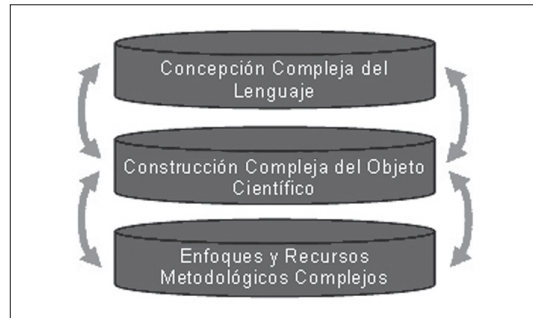 Concepción Compleja del
Lenguaje
Construcción Compleja del Objeto
Científico
Enfoques y Recursos
Metodológicos Complejos